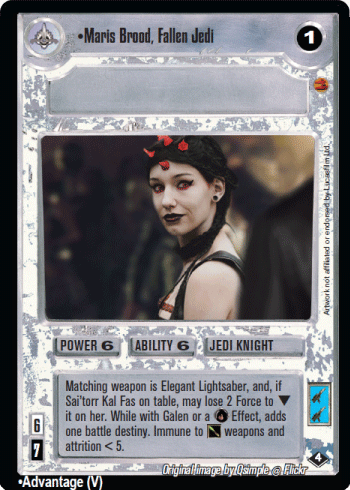 •Maris Brood, Fallen Jedi
1
Artwork not affiliated or endorsed by Lucasfilm Ltd.
POWER 6
ABILITY 6
JEDI KNIGHT
Matching weapon is Elegant Lightsaber, and, if
Sai'torr Kal Fas on table, may lose 2 Force to ▼
it on her. While with Galen or a Effect, adds
one battle destiny. Immune to weapons and
attrition < 5.
6
7
4
Original Image by Qsimple @ Flickr
•Advantage (V)